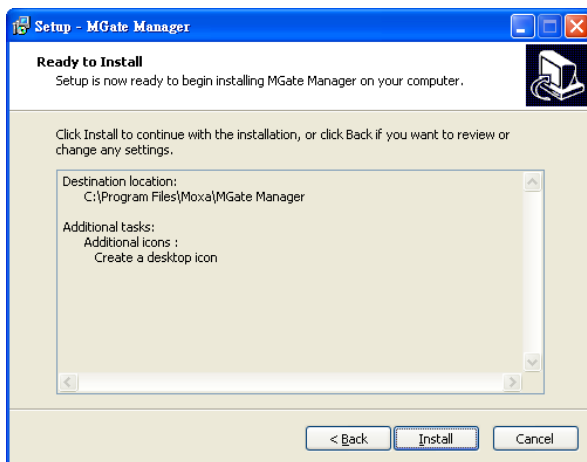 Setup - MGate Manager
Ready to Install
Setup is now ready to begin installing MGate Manager on your computer.
Click Install to continue with the installation, or click Back if you want to review or
change any settings.
Destination location:
C:\Program Files\Moxa\MGate Manager
Additional tasks:
Additional icons :
Create a desktop icon
< Back
Install
Cancel